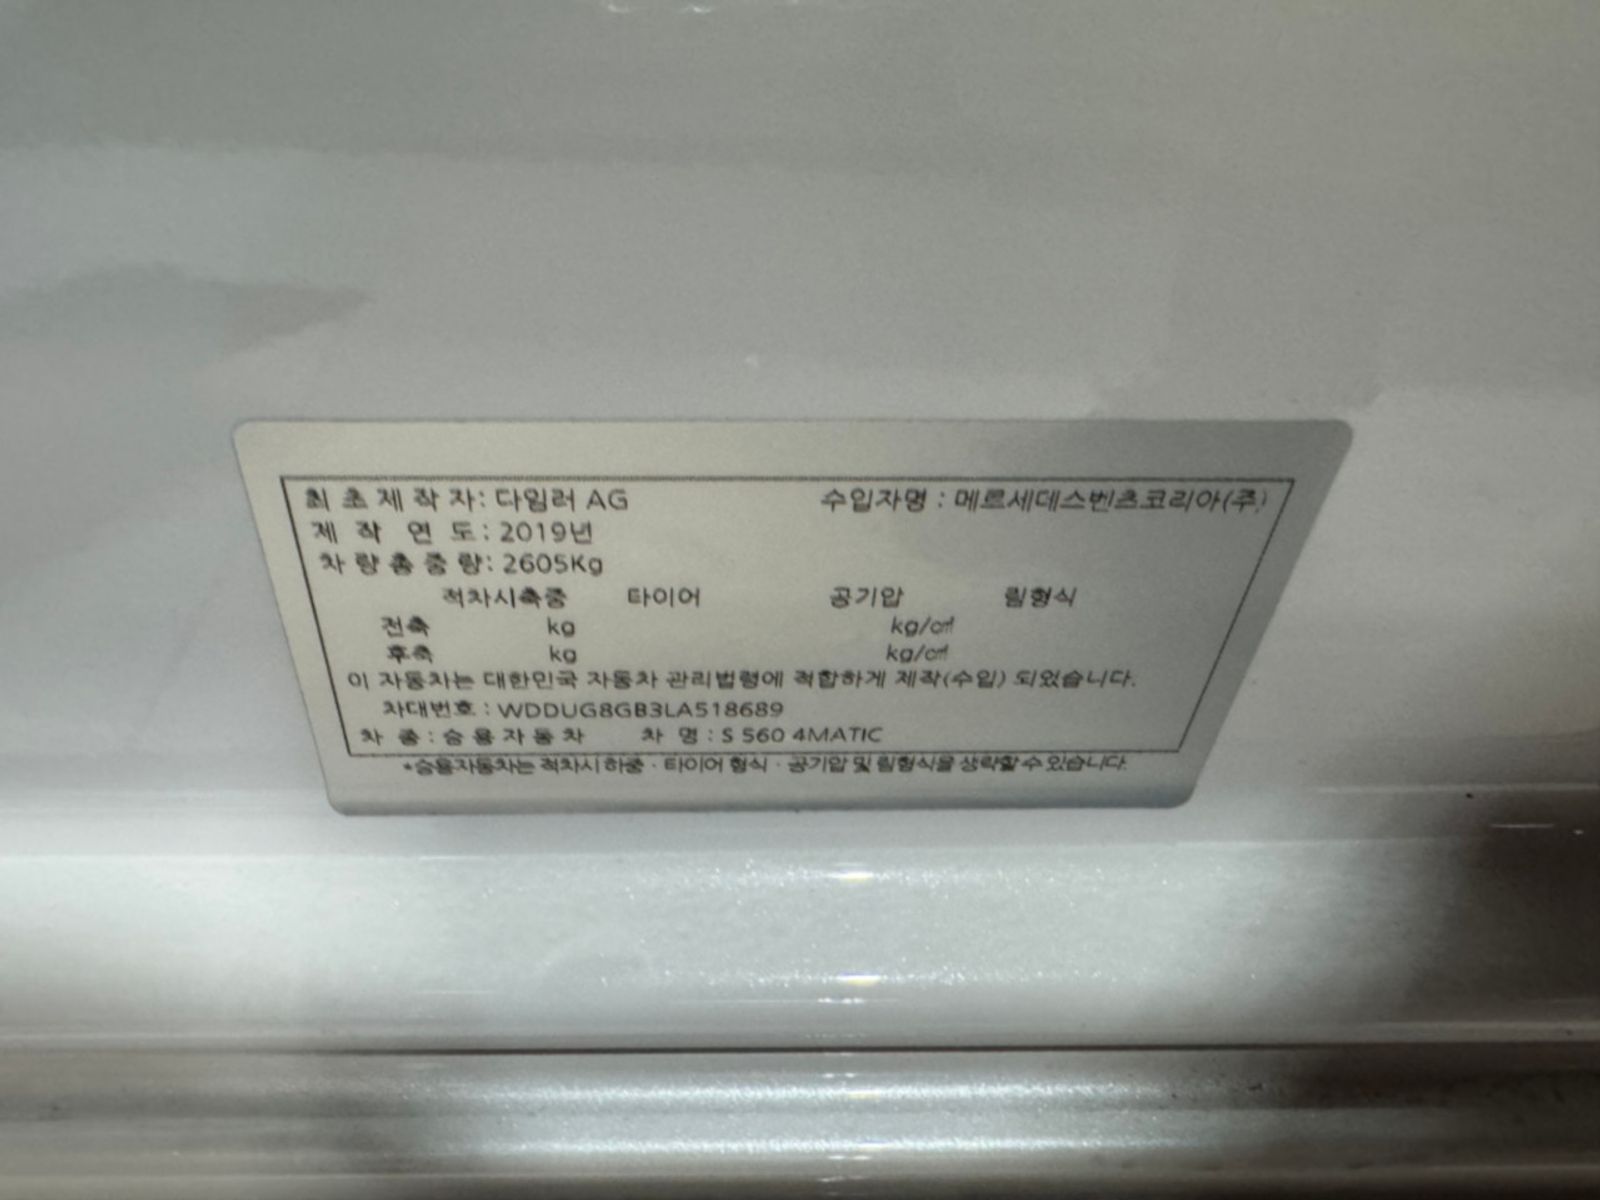 최 초 제 작 자: 다임러 AG 수입자명 : 메르세데스벤츠코리아(주)
제 작 연 도 : 2019년
차 량 총 중 량: 2605Kg
적차시축중 타이어 공기압 림형식
전축 kg kg/㎠
후축 kg kg/㎠
이 자동차는 대한민국 자동차 관리법령에 적합하게 제작(수입) 되었습니다.
차대번호 : WDDUG8GB3LA518689
차 종 : 승 용 자 동 차 차 명 : S 560 4MATIC
*승용자동차는 적차시 하중 · 타이어 형식 · 공기압 및 림형식을 생략할 수 있습니다.